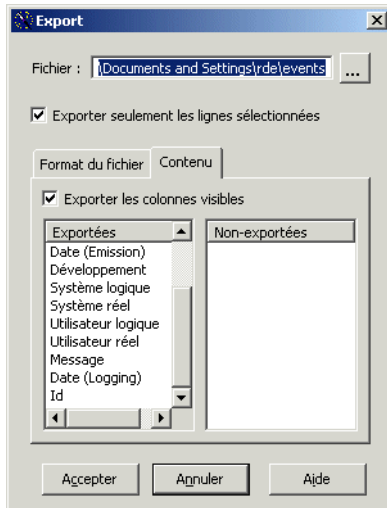 Export
Fichier : \Documents and Settings\rde\events ...
Exporter seulement les lignes sélectionnées
Format du fichier Contenu
Exporter les colonnes visibles
Exportées Non-exportées
Date (Emission)
Développement
Système logique
Système réel
Utilisateur logique
Utilisateur réel
Message
Date (Logging)
Id
Accepter Annuler Aide